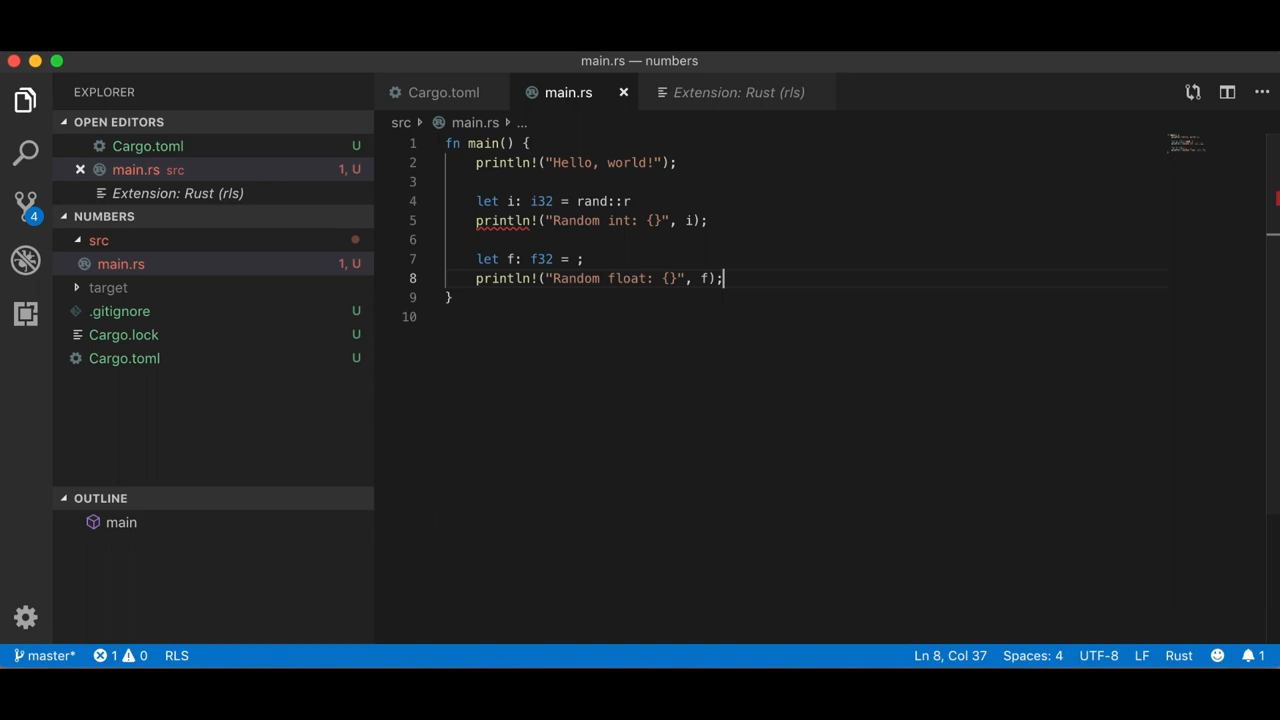 main.rs — numbers
EXPLORER
OPEN EDITORS
Cargo.toml U
main.rs src 1, U
Extension: Rust (rls)
NUMBERS
src
main.rs 1, U
target
.gitignore U
Cargo.lock U
Cargo.toml U
OUTLINE
main
4
Cargo.toml
main.rs
Extension: Rust (rls)
src main.rs ...
1 fn main() {
2 println!("Hello, world!");
3
4 let i: i32 = rand::r
5 println!("Random int: {}", i);
6
7 let f: f32 = ;
8 println!("Random float: {}", f);
9 }
10
master* 1 0 RLS Ln 8, Col 37 Spaces: 4 UTF-8 LF Rust 1